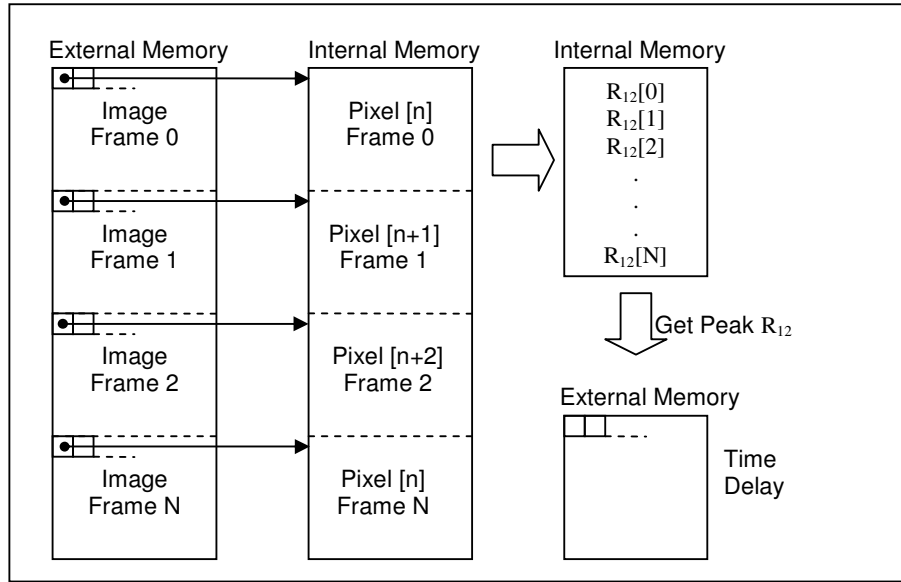 External Memory
Image
Frame 0
Image
Frame 1
Image
Frame 2
Image
Frame N
Internal Memory
Pixel [n]
Frame 0
Pixel [n+1]
Frame 1
Pixel [n+2]
Frame 2
Pixel [n]
Frame N
Internal Memory
R₁₂[0]
R₁₂[1]
R₁₂[2]
.
.
.
R₁₂[N]
Get Peak R₁₂
External Memory
Time
Delay